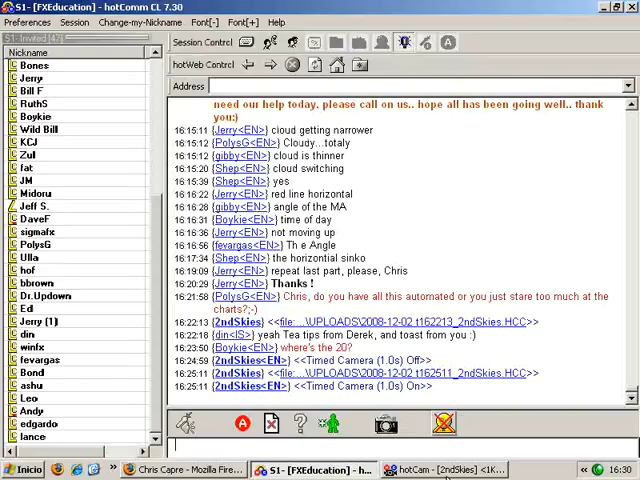 S1- [FXEducation] - hotComm CL 7.30
Preferences Session Change-my-Nickname Font[-] Font[+] Help
S1- Invited [47]
Nickname
Bones
Jerry
Bill F
RuthS
Boykie
Wild Bill
KCJ
Zul
fat
JM
Midoru
Jeff S.
DaveF
sigmafx
PolysG
Ulla
hof
bbrown
Dr.Updown
Ed
Jerry (1)
din
winfx
fevargas
Bond
ashu
Leo
Andy
edgardo
lance
Session Control
hotWeb Control
Address
need our help today. please call on us.. hope all has been going well.. thank
you:)
16:15:11 {Jerry<EN>} cloud getting narrower
16:15:12 {PolysG<EN>} Cloudy...totaly
16:15:12 {gibby<EN>} cloud is thinner
16:15:20 {Shep<EN>} cloud switching
16:15:39 {Shep<EN>} yes
16:16:22 {Jerry<EN>} red line horizontal
16:16:28 {gibby<EN>} angle of the MA
16:16:31 {Boykie<EN>} time of day
16:16:39 {Jerry<EN>} not moving up
16:16:56 {fevargas<EN>} Th e Angle
16:17:34 {Shep<EN>} the horizontial sinko
16:19:09 {Jerry<EN>} repeat last part, please, Chris
16:20:29 {Jerry<EN>} Thanks !
16:21:58 {PolysG<EN>} Chris, do you have all this automated or you just stare too much at the
charts?;-)
16:22:13 {2ndSkies} <<file:...\UPLOADS\2008-12-02 t162213_2ndSkies.HCC>>
16:22:18 {din<IS>} yeah Tea tips from Derek, and toast from you :)
16:23:50 {Boykie<EN>} where's the 20?
16:24:59 {2ndSkies<EN>} <<Timed Camera (1.0s) Off>>
16:25:11 {2ndSkies} <<file:...\UPLOADS\2008-12-02 t162511_2ndSkies.HCC>>
16:25:11 {2ndSkies<EN>} <<Timed Camera (1.0s) On>>
Inicio
Chris Capre - Mozilla Firef...
S1- [FXEducation] - h...
hotCam - [2ndSkies] <1K...
16:30